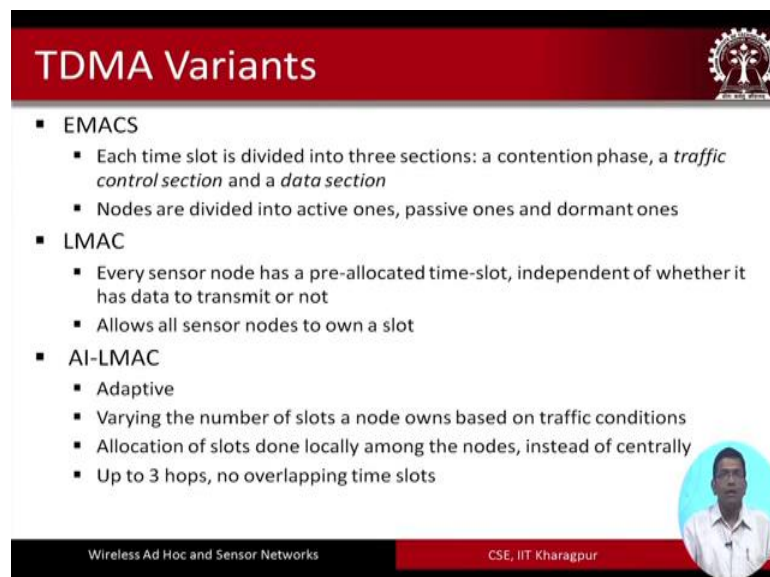 TDMA Variants
▪ EMACS
▪ Each time slot is divided into three sections: a contention phase, a traffic
control section and a data section
▪ Nodes are divided into active ones, passive ones and dormant ones
▪ LMAC
▪ Every sensor node has a pre-allocated time-slot, independent of whether it
has data to transmit or not
▪ Allows all sensor nodes to own a slot
▪ AI-LMAC
▪ Adaptive
▪ Varying the number of slots a node owns based on traffic conditions
▪ Allocation of slots done locally among the nodes, instead of centrally
▪ Up to 3 hops, no overlapping time slots
Wireless Ad Hoc and Sensor Networks
CSE, IIT Kharagpur